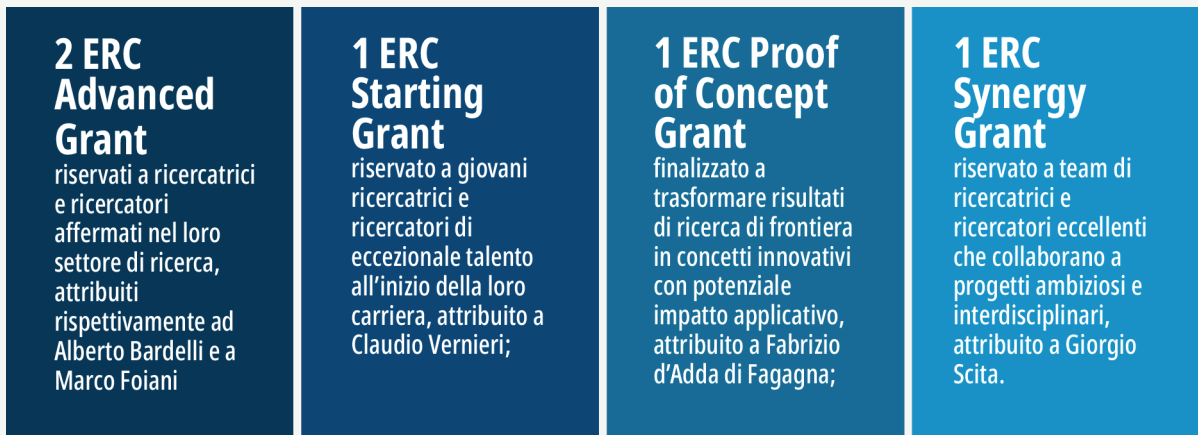 2 ERC
Advanced
Grant
riservati a ricercatrici
e ricercatori
affermati nel loro
settore di ricerca,
attribuiti
rispettivamente ad
Alberto Bardelli e a
Marco Foiani
1 ERC
Starting
Grant
riservato a giovani
ricercatrici e
ricercatori di
eccezionale talento
all’inizio della loro
carriera, attribuito a
Claudio Vernieri;
1 ERC Proof
of Concept
Grant
finalizzato a
trasformare risultati
di ricerca di frontiera
in concetti innovativi
con potenziale
impatto applicativo,
attribuito a Fabrizio
d’Adda di Fagagna;
1 ERC
Synergy
Grant
riservato a team di
ricercatrici e
ricercatori eccellenti
che collaborano a
progetti ambiziosi e
interdisciplinari,
attribuito a Giorgio
Scita.